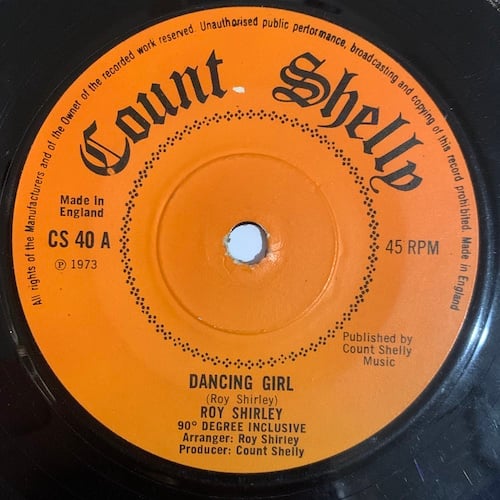 All rights of the Manufacturers and of the Owner of the recorded work reserved. Unauthorised public performance, broadcasting and copying of this record prohibited. Made in England
Count Shelly
Made in
England
CS 40 A
℗ 1973
45 RPM
Published by
Count Shelly
Music
DANCING GIRL
(Roy Shirley)
ROY SHIRLEY
90° DEGREE INCLUSIVE
Arranger: Roy Shirley
Producer: Count Shelly